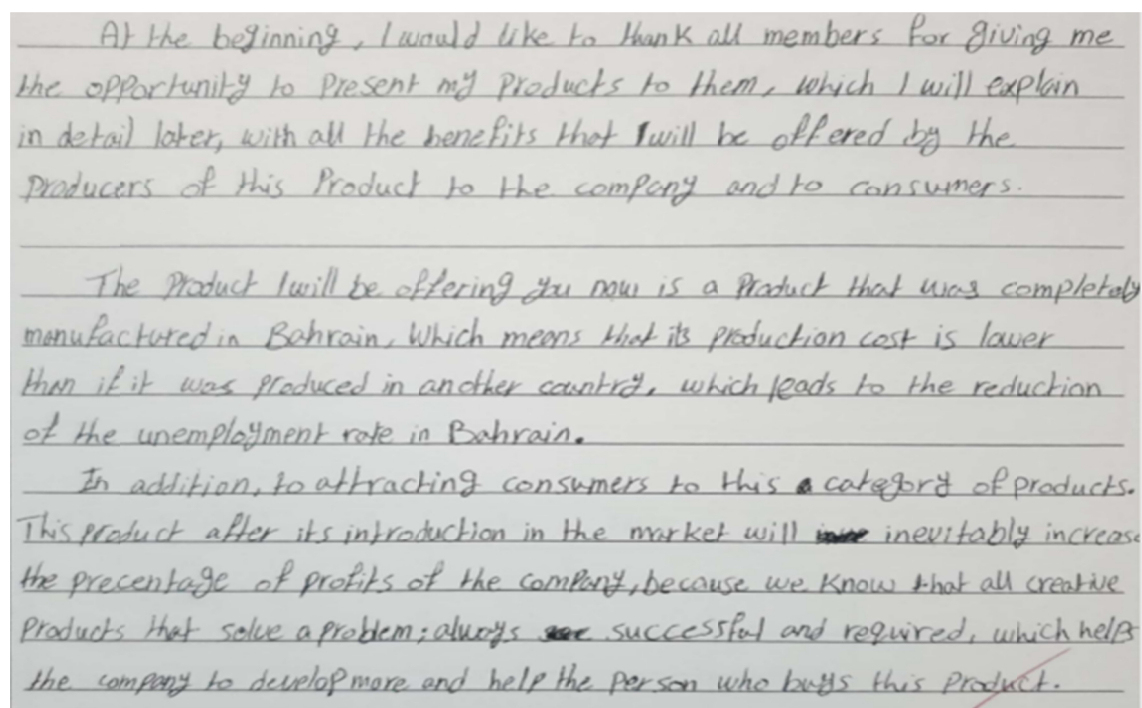 At the beginning, I would like to thank all members for giving me
the opportunity to Present my Products to them, which I will explain
in detail later, with all the benefits that I will be offered by the
Producers of this Product to the company and to consumers.
The Product I will be offering you now is a Product that was completely
manufactured in Bahrain, Which means that its production cost is lower
than if it was produced in another country, which leads to the reduction
of the unemployment rate in Bahrain.
In addition, to attracting consumers to this category of products.
This product after its introduction in the market will inevitably increase
the precentage of profits of the company, because we know that all creative
Products that solve a problem; always successful and required, which helps
the company to develop more and help the person who buys this product.